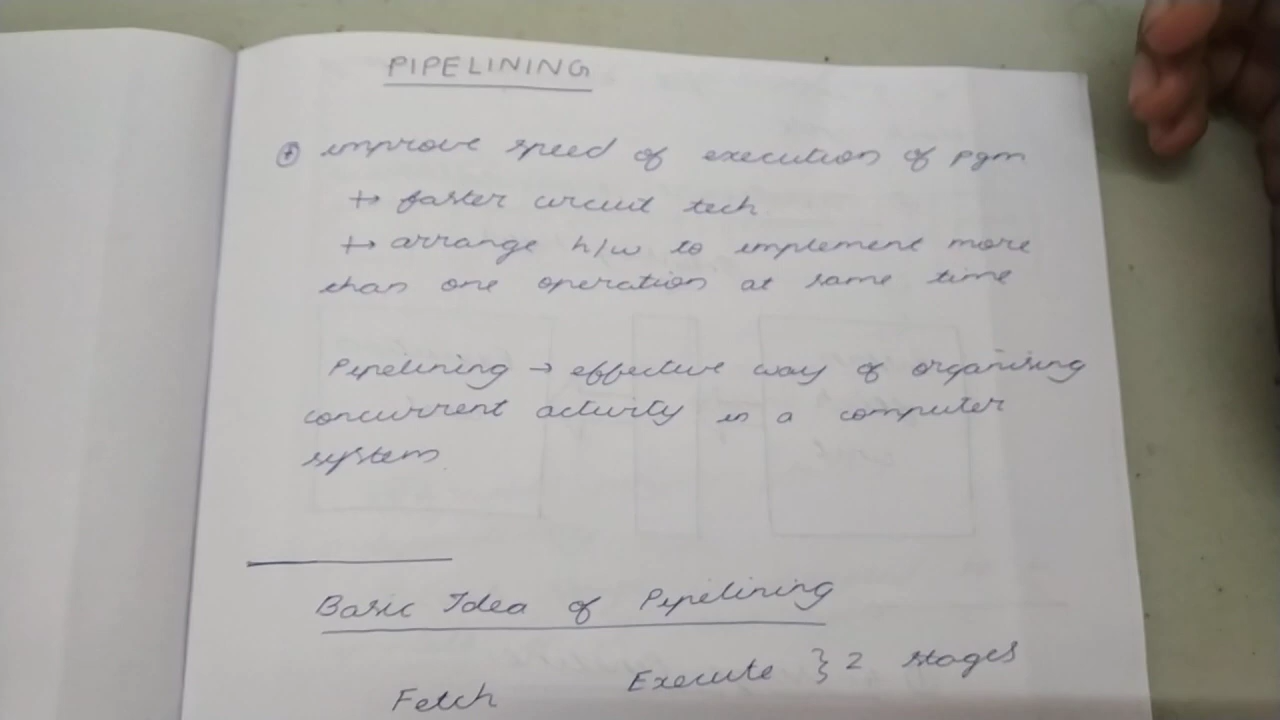 PIPELINING
⊕ improve speed of execution of pgm
↦ faster circuit tech
↦ arrange h/w to implement more
than one operation at same time
Pipelining → effective way of organising
concurrent activity in a computer
system.
Basic Idea of Pipelining
Fetch Execute } 2 stages